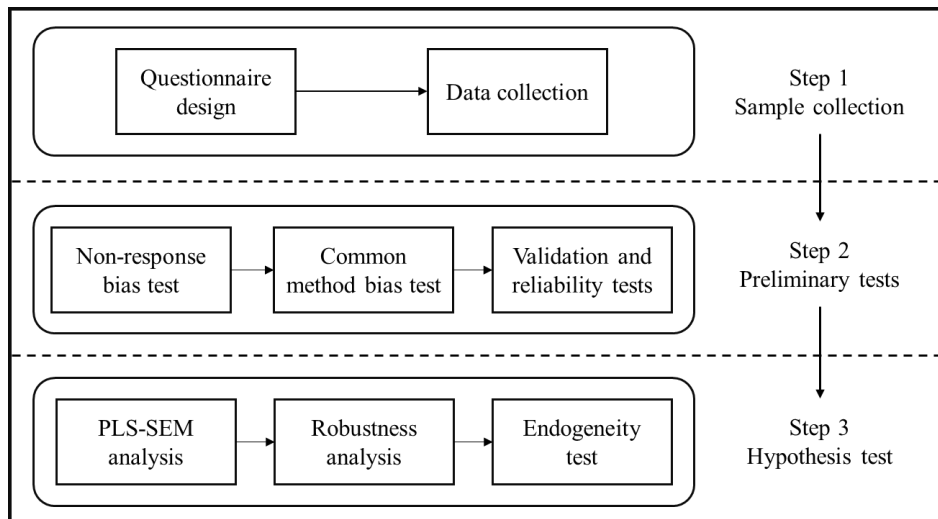 Questionnaire
design
Data collection
Step 1
Sample collection
Non-response
bias test
Common
method bias test
Validation and
reliability tests
Step 2
Preliminary tests
PLS-SEM
analysis
Robustness
analysis
Endogeneity
test
Step 3
Hypothesis test